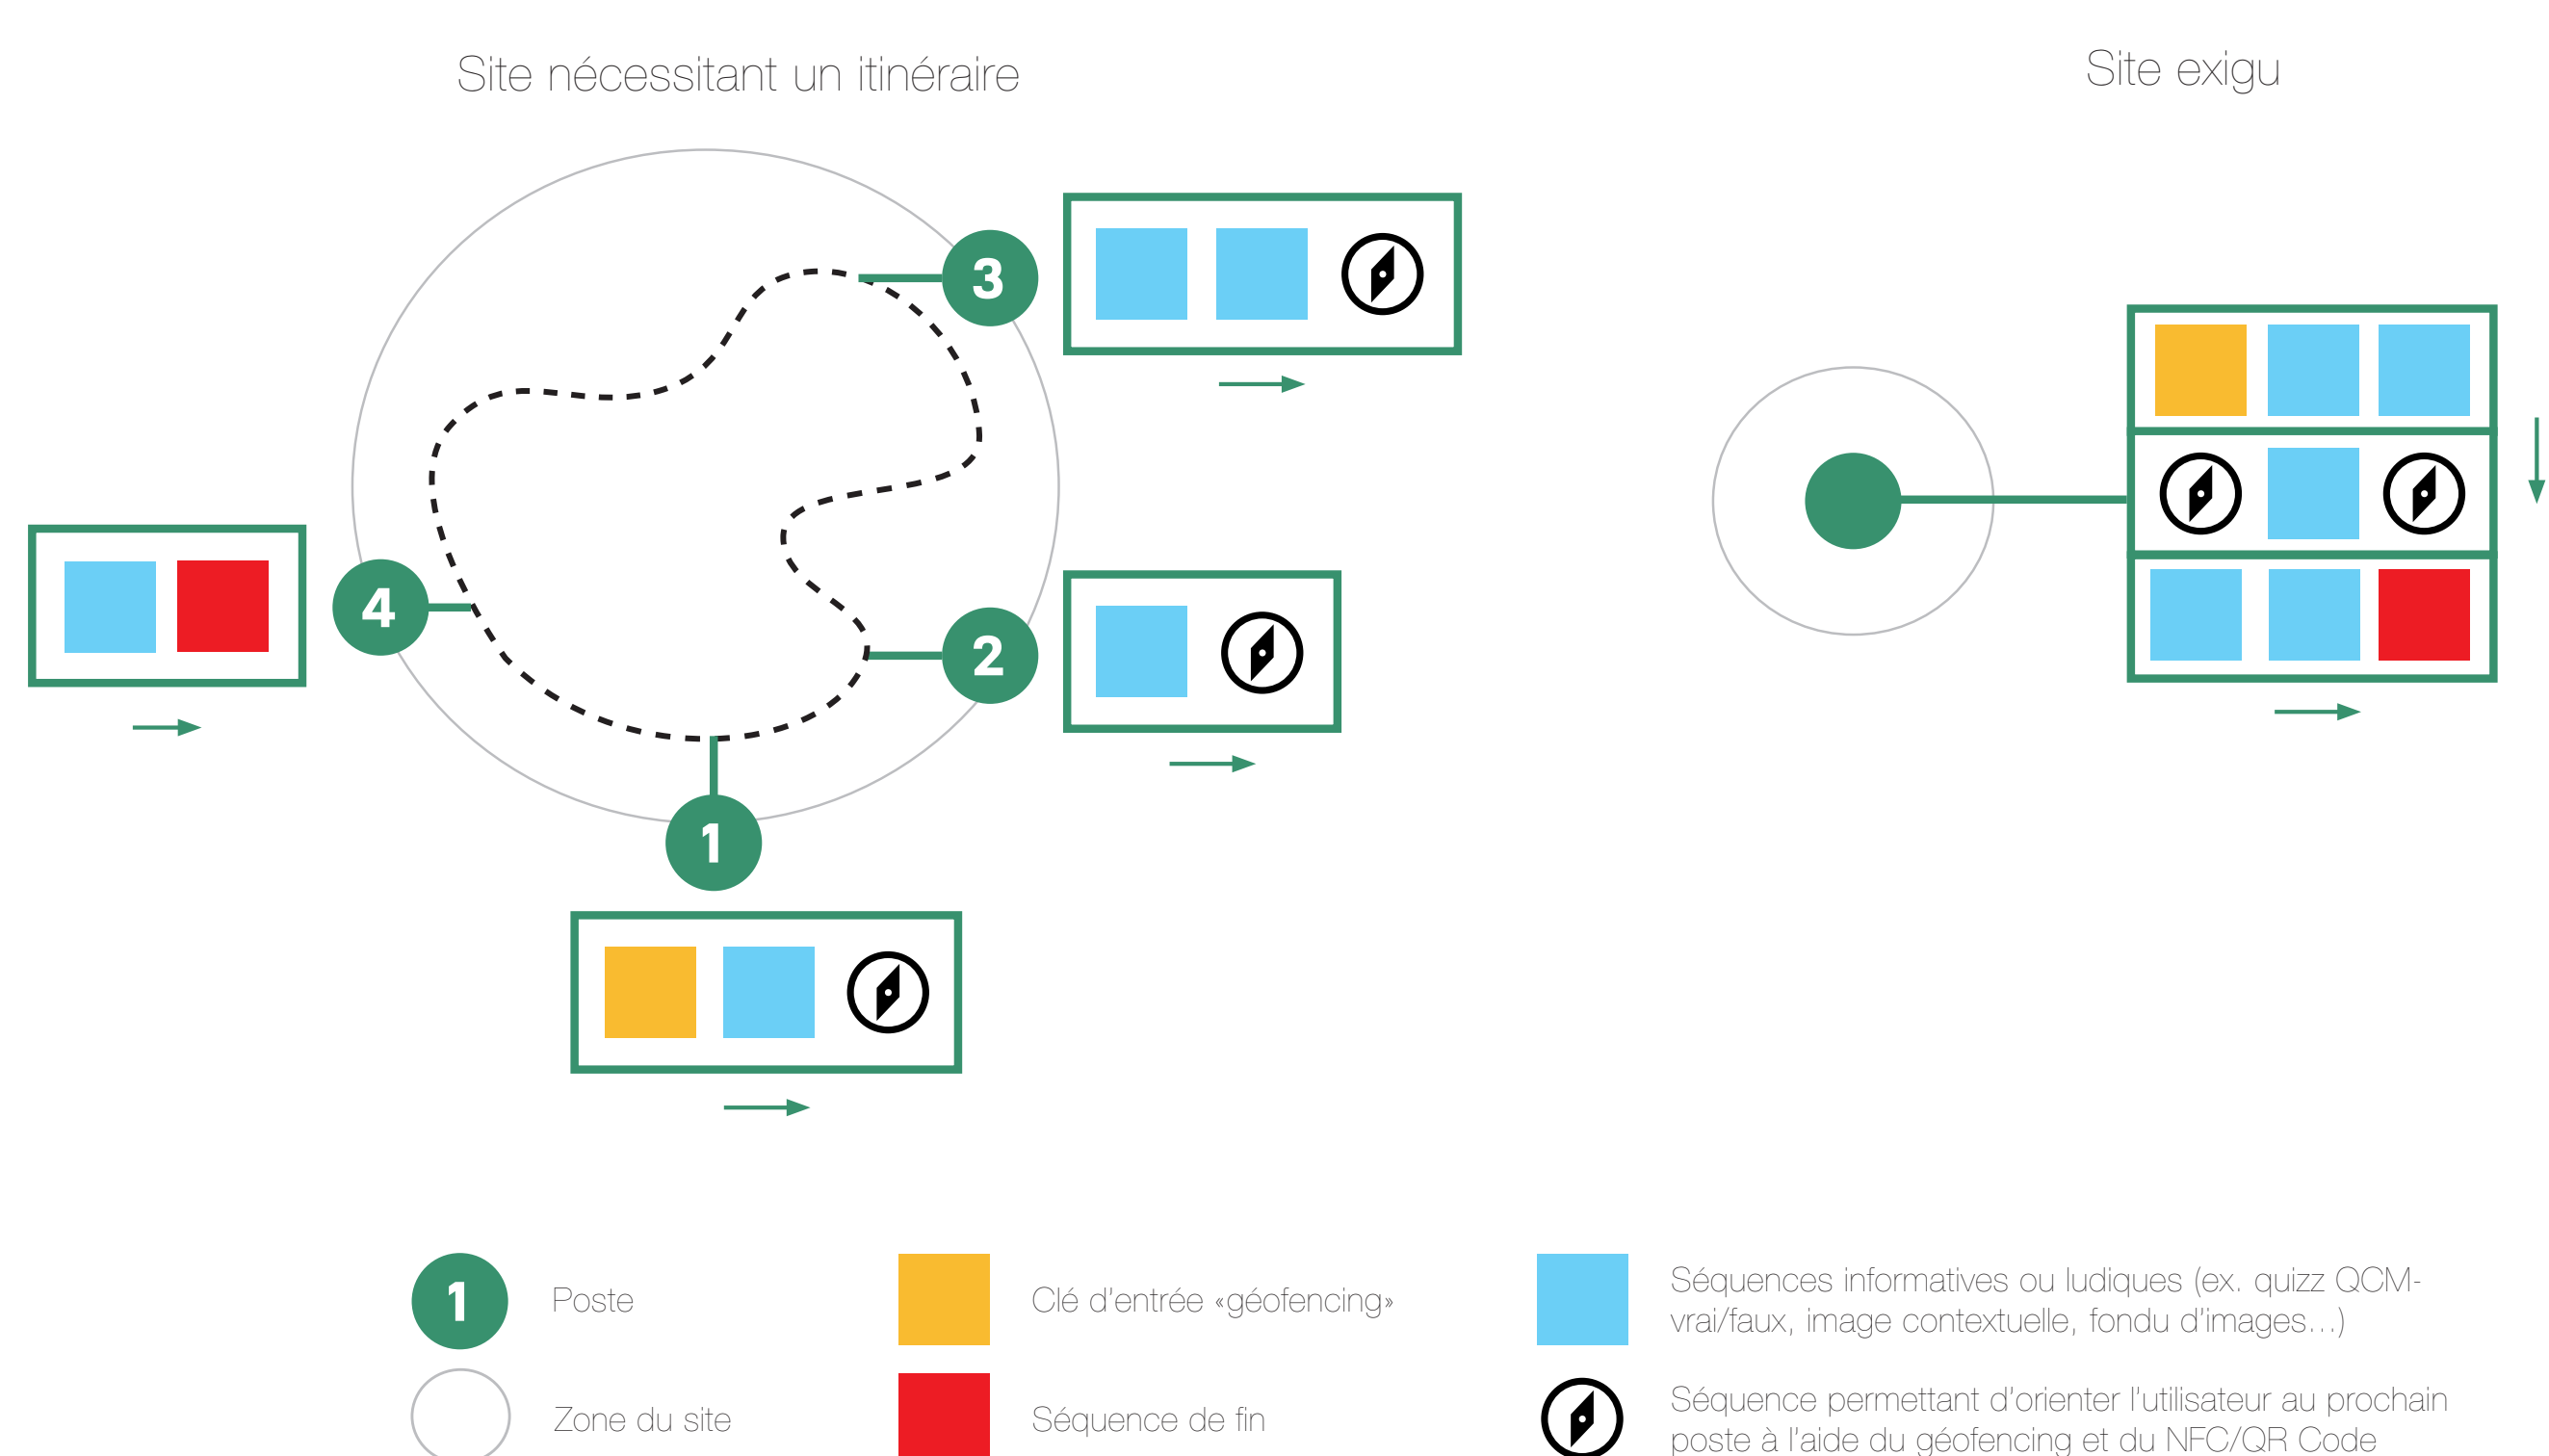 Site nécessitant un itinéraire
Site exigu
3
4
2
1
1
Poste
Clé d'entrée «géofencing»
Séquences informatives ou ludiques (ex. quizz QCM-
vrai/faux, image contextuelle, fondu d'images...)
Zone du site
Séquence de fin
Séquence permettant d'orienter l'utilisateur au prochain
poste à l'aide du géofencing et du NFC/QR Code